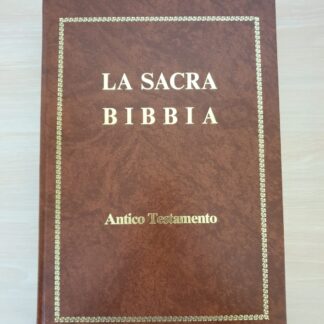 LA SACRA
BIBBIA
Antico Testamento